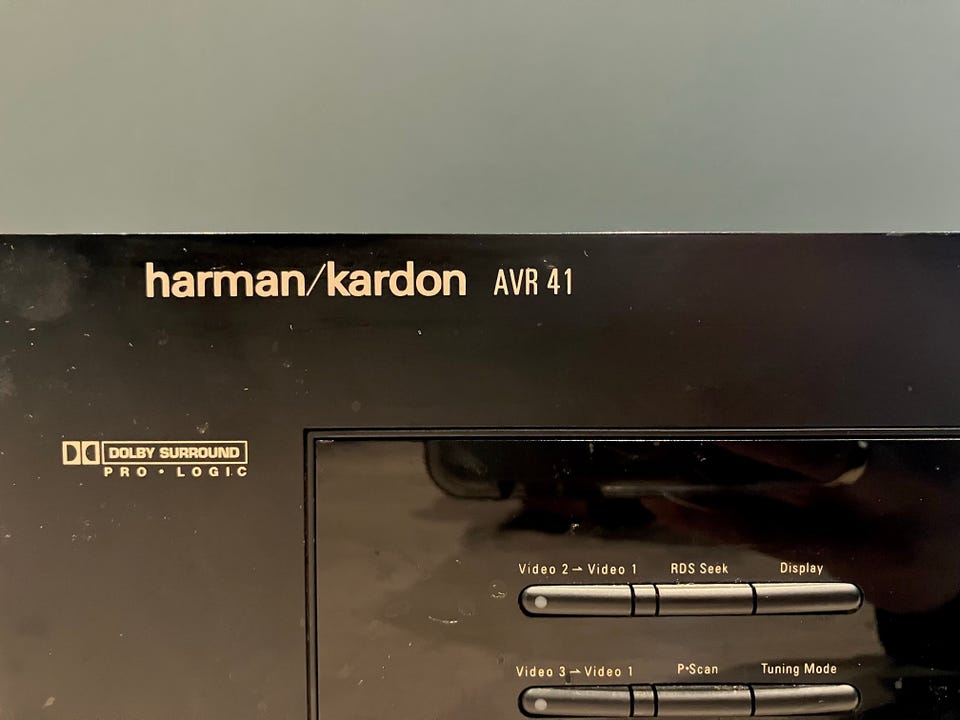 harman/kardon AVR 41
DOLBY SURROUND
PRO • LOGIC
Video 2 → Video 1 RDS Seek Display
Video 3 → Video 1 P•Scan Tuning Mode